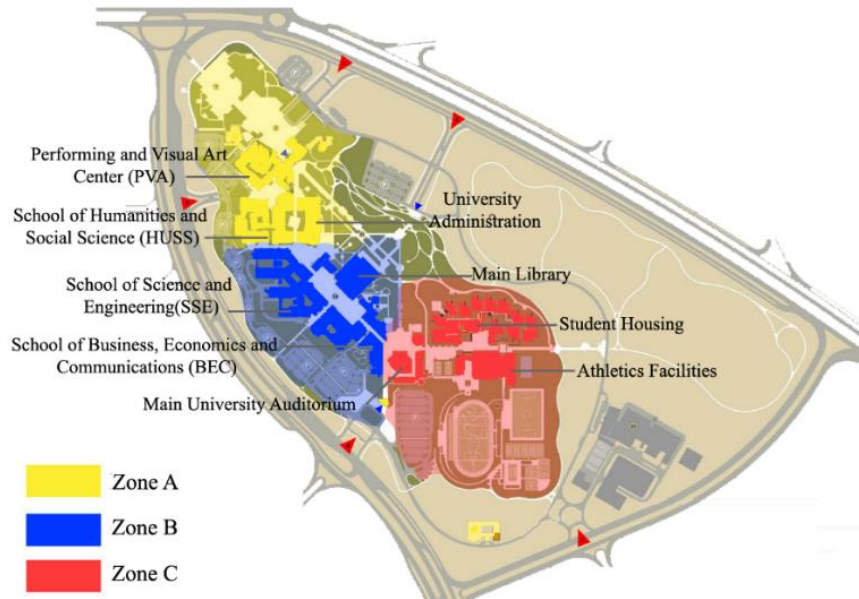 Performing and Visual Art
Center (PVA)
University
Administration
School of Humanities and
Social Science (HUSS)
Main Library
School of Science and
Engineering(SSE)
Student Housing
School of Business, Economics and
Communications (BEC)
Athletics Facilities
Main University Auditorium
Zone A
Zone B
Zone C